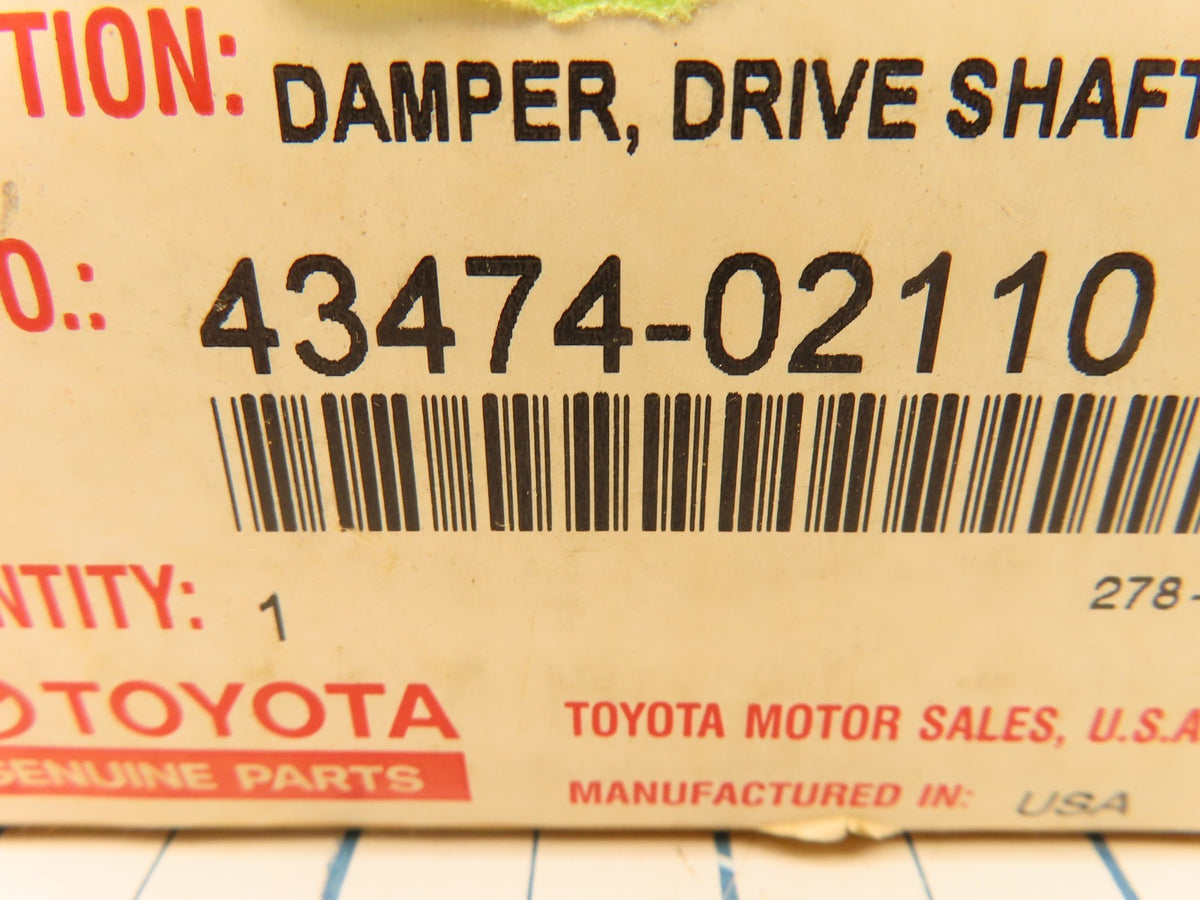 TION: DAMPER, DRIVE SHAFT
O.: 43474-02110
NTITY: 1
278-
TOYOTA
GENUINE PARTS
TOYOTA MOTOR SALES, U.S.A
MANUFACTURED IN: USA